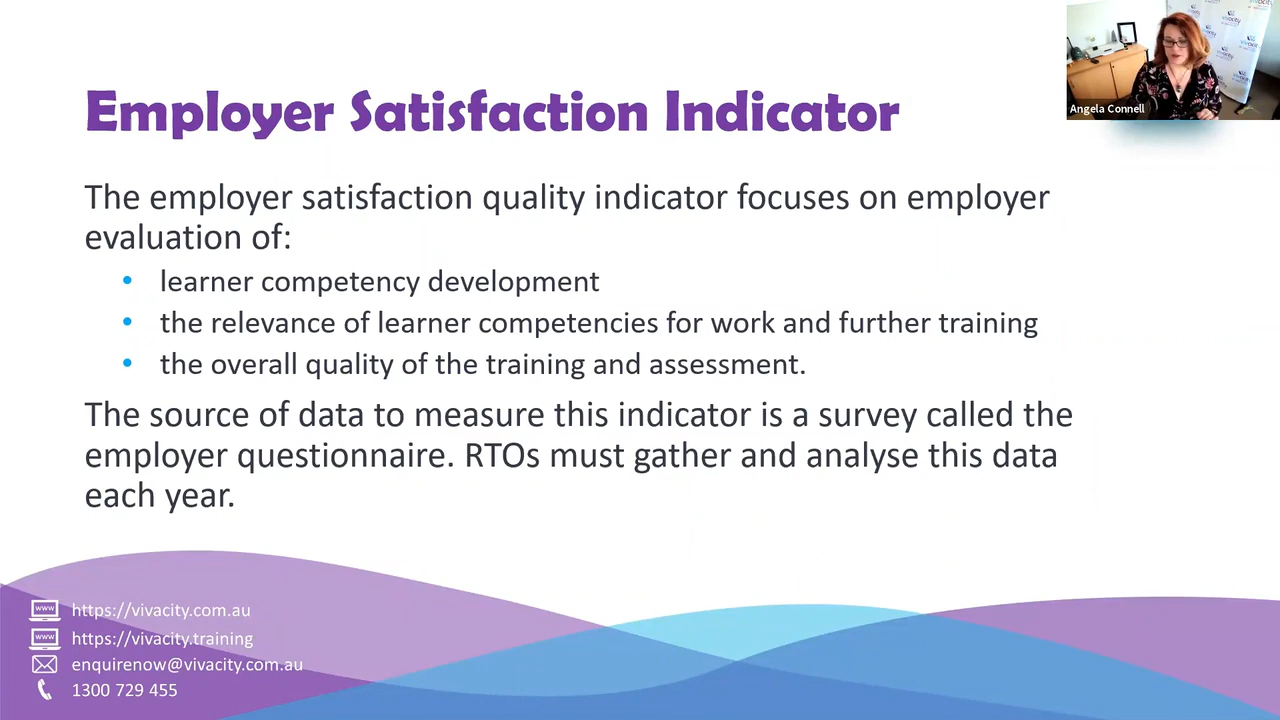 Employer Satisfaction Indicator
Angela Connell
The employer satisfaction quality indicator focuses on employer
evaluation of:
• learner competency development
• the relevance of learner competencies for work and further training
• the overall quality of the training and assessment.
The source of data to measure this indicator is a survey called the
employer questionnaire. RTOs must gather and analyse this data
each year.
www https://vivacity.com.au
www https://vivacity.training
enquirenow@vivacity.com.au
1300 729 455
vivacity